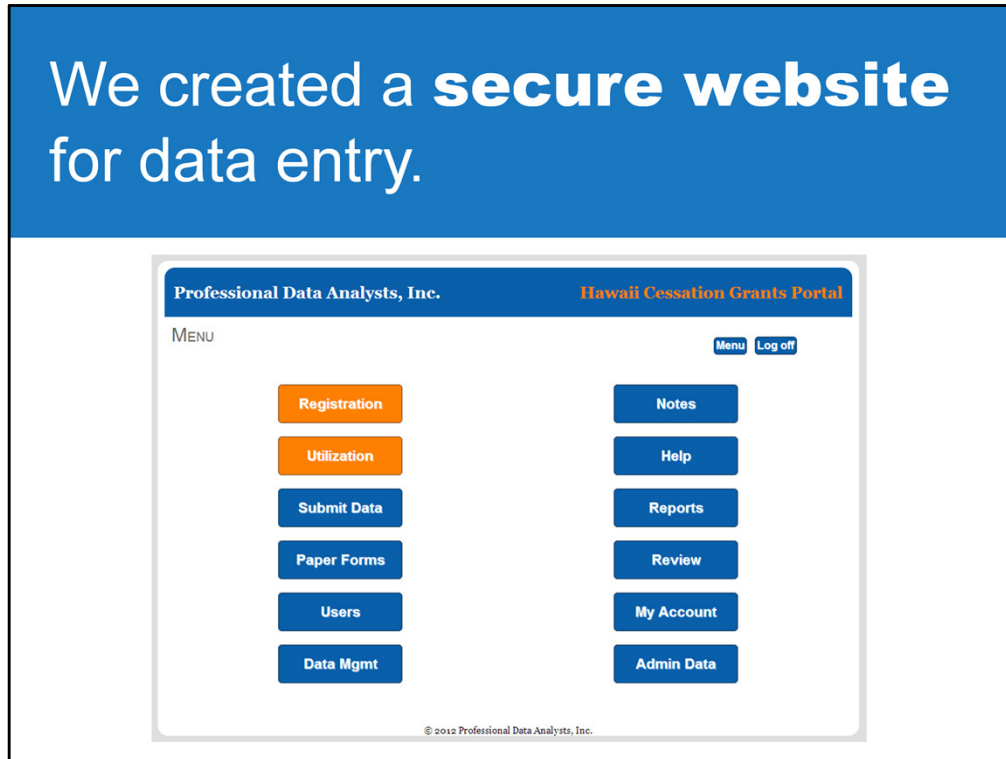 We created a secure website
for data entry.
Professional Data Analysts, Inc.
Hawaii Cessation Grants Portal
MENU
Menu
Log off
Registration
Utilization
Submit Data
Paper Forms
Users
Data Mgmt
Notes
Help
Reports
Review
My Account
Admin Data
© 2012 Professional Data Analysts, Inc.